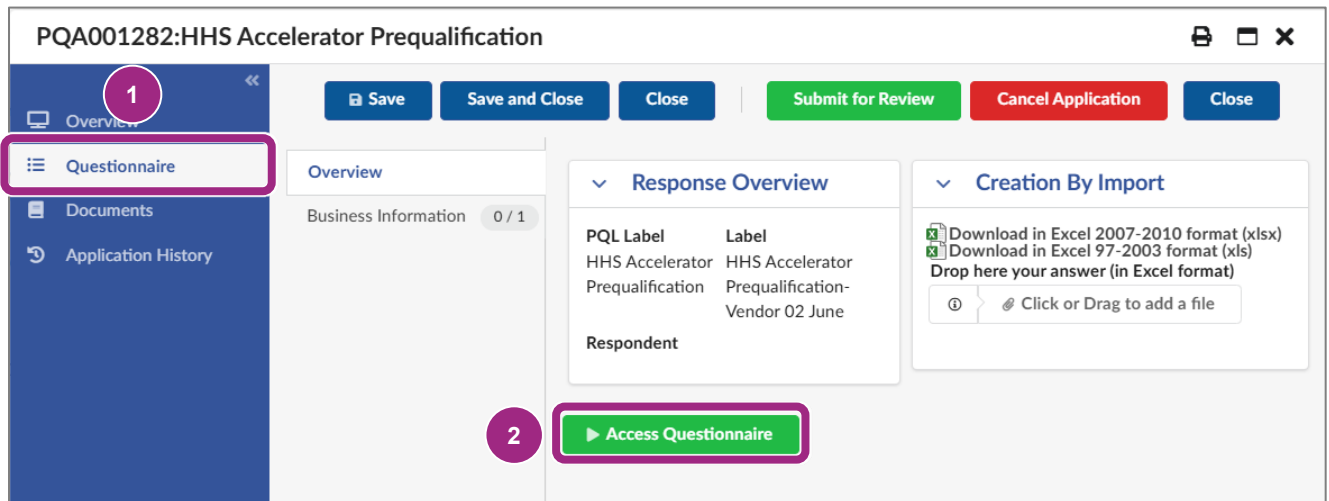 PQA001282:HHS Accelerator Prequalification
1
Save
Save and Close
Close
Submit for Review
Cancel Application
Close
Overview
Questionnaire
Documents
Application History
Overview
Business Information 0 / 1
Response Overview
PQL Label
Label
HHS Accelerator
Prequalification
HHS Accelerator
Prequalification-
Vendor 02 June
Respondent
Creation By Import
Download in Excel 2007-2010 format (xlsx)
Download in Excel 97-2003 format (xls)
Drop here your answer (in Excel format)
Click or Drag to add a file
2
Access Questionnaire